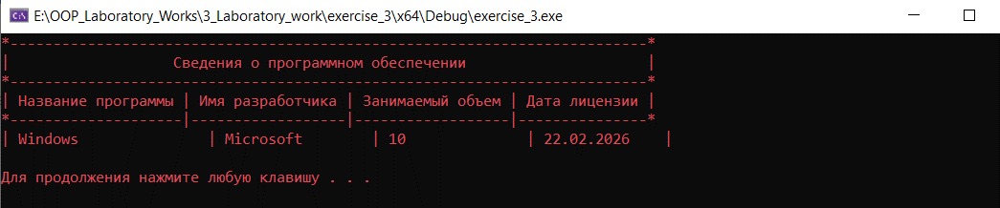 E:\OOP_Laboratory_Works\3_Laboratory_work\exercise_3\x64\Debug\exercise_3.exe
*--------------------------------------------------------------------------*
|                   Сведения о программном обеспечении                     |
*--------------------------------------------------------------------------*
| Название программы | Имя разработчика | Занимаемый объем | Дата лицензии |
*--------------------|------------------|------------------|---------------*
| Windows               | Microsoft        | 10              | 22.02.2026    |
Для продолжения нажмите любую клавишу . . .